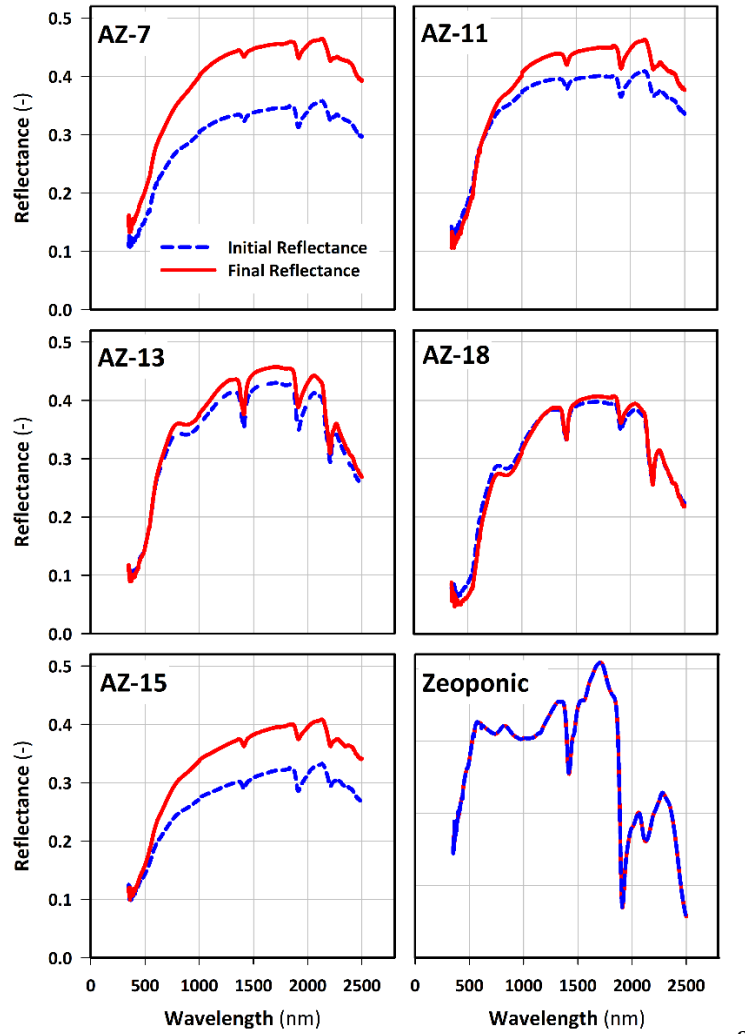 AZ-7
AZ-11
0.5
0.4
0.3
0.2
0.1
0.0
Reflectance (-)
Initial Reflectance
Final Reflectance
AZ-13
AZ-18
0.5
0.4
0.3
0.2
0.1
0.0
Reflectance (-)
AZ-15
Zeoponic
0.5
0.4
0.3
0.2
0.1
0.0
Reflectance (-)
0 500 1000 1500 2000 2500
0 500 1000 1500 2000 2500
Wavelength (nm)
Wavelength (nm)